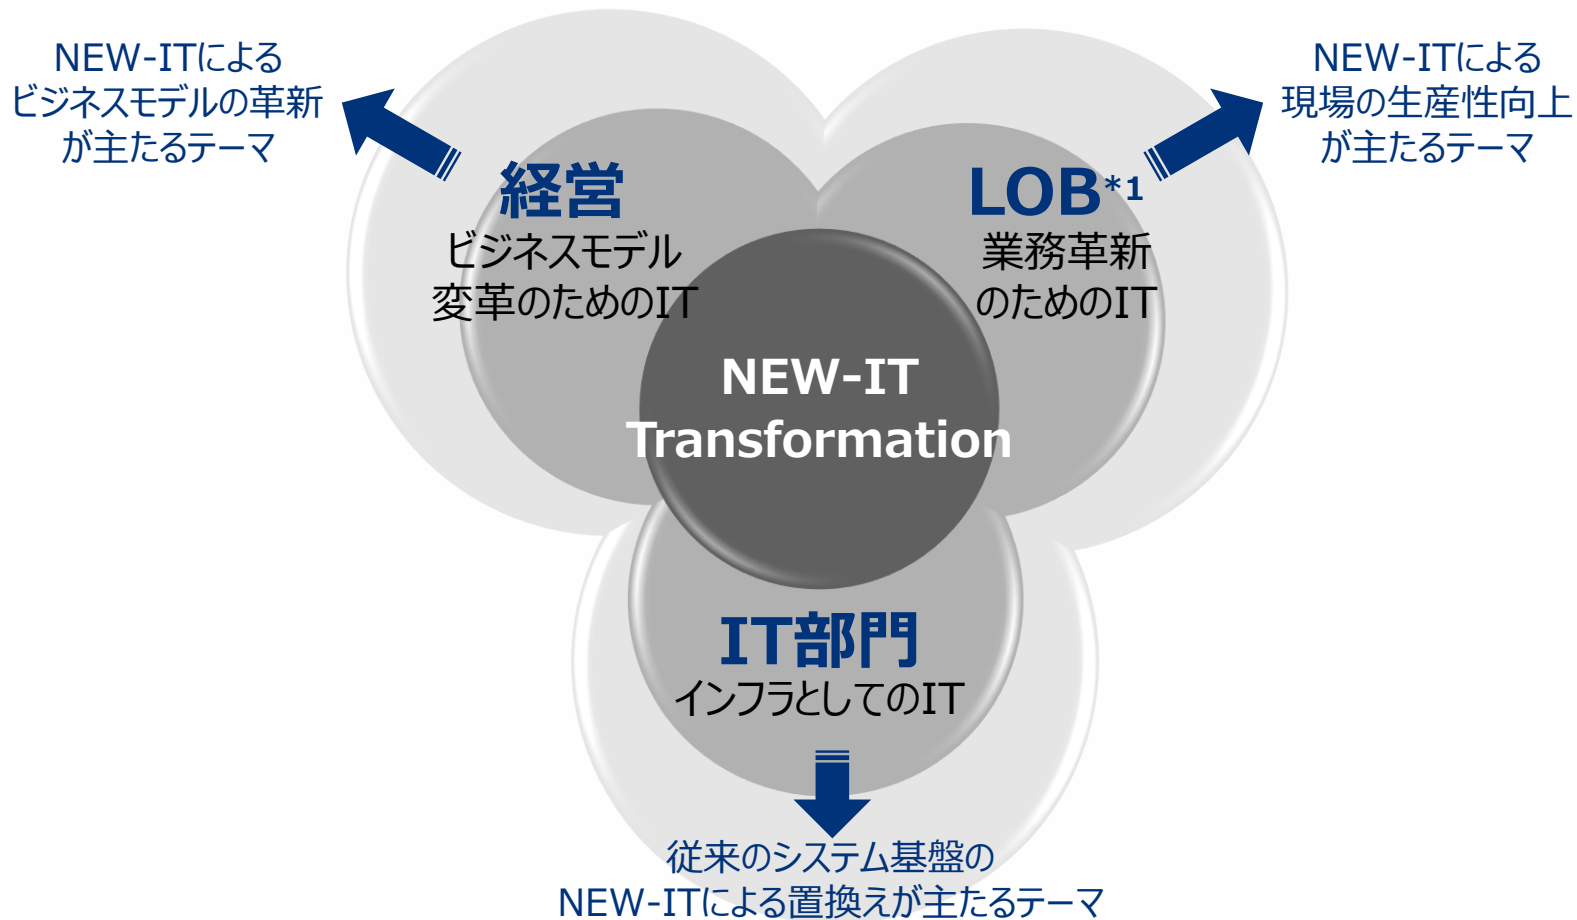 NEW-ITによる
ビジネスモデルの革新
が主たるテーマ
NEW-ITによる
現場の生産性向上
が主たるテーマ
経営
ビジネスモデル
変革のためのIT
LOB*1
業務革新
のためのIT
NEW-IT
Transformation
IT部門
インフラとしてのIT
従来のシステム基盤の
NEW-ITによる置換えが主たるテーマ